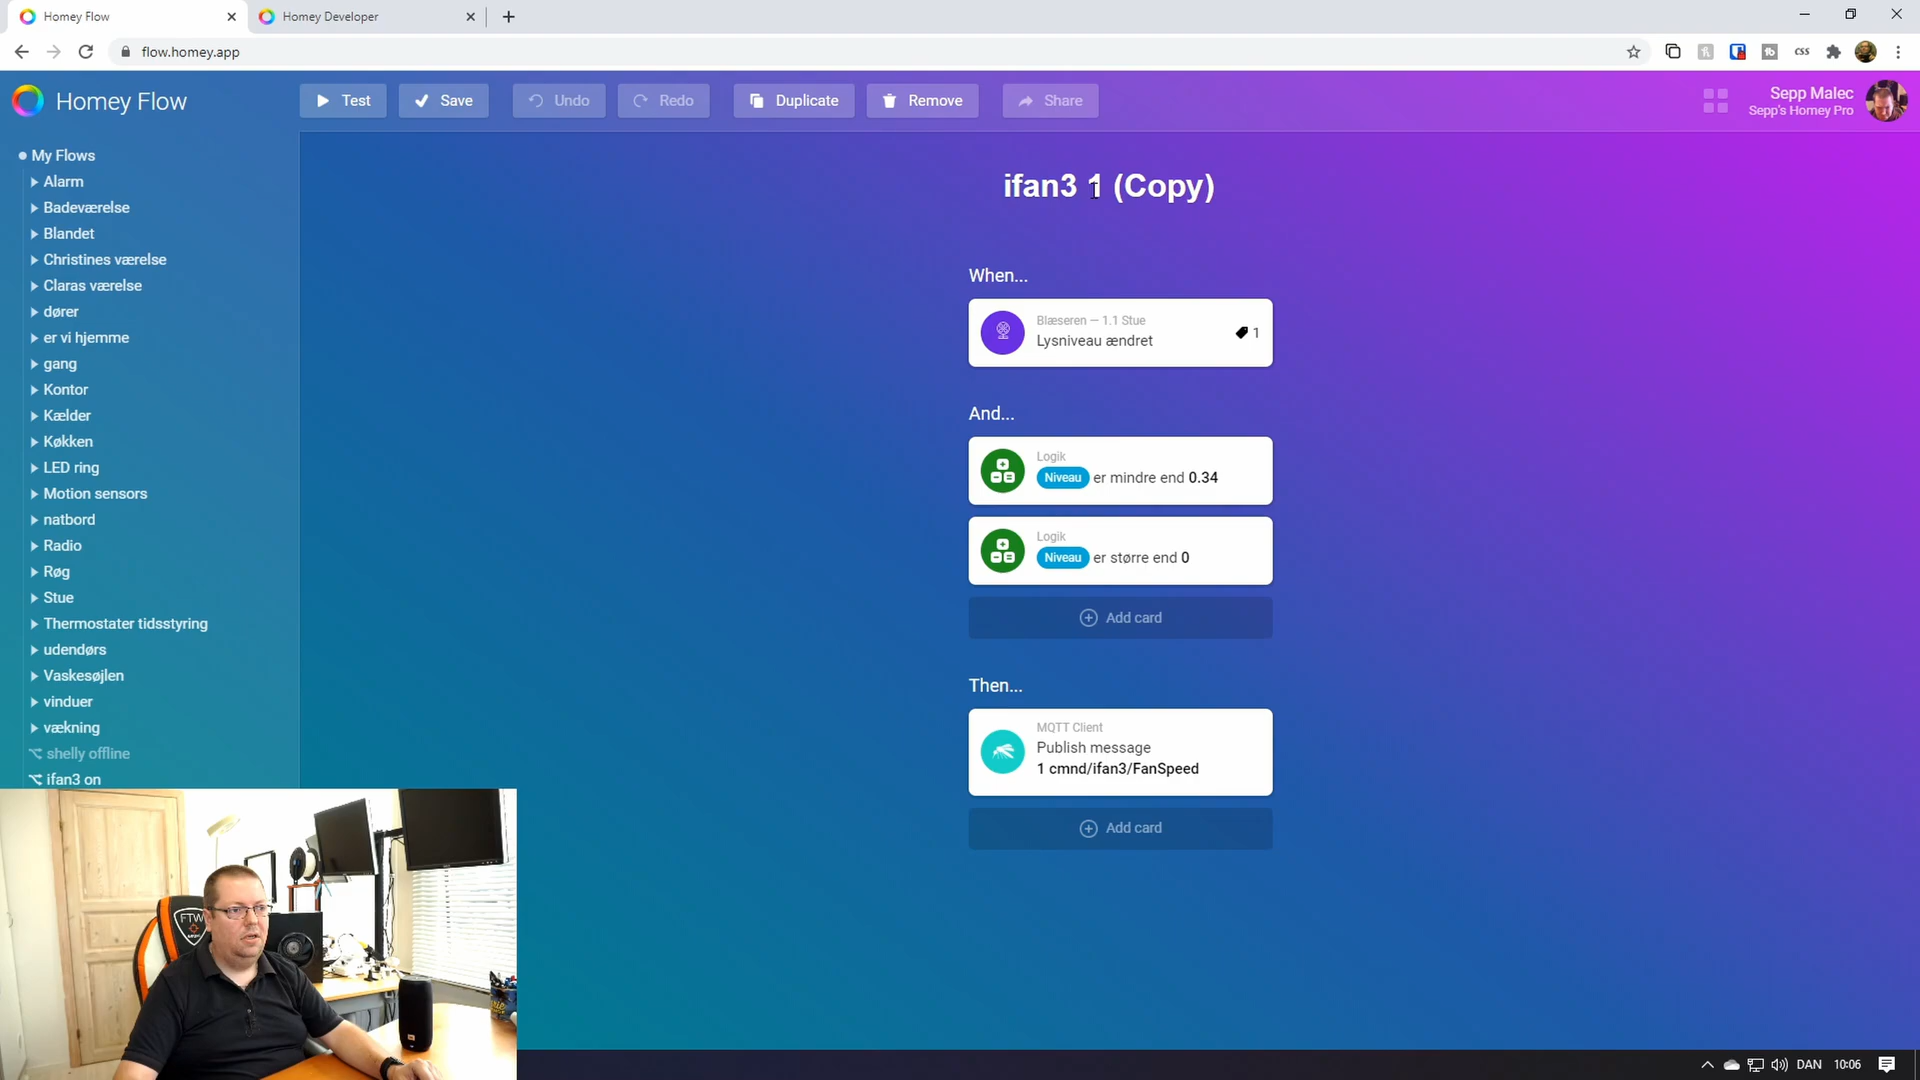 Homey Flow
Homey Developer
flow.homey.app
Homey Flow
Test
Save
Undo
Redo
Duplicate
Remove
Share
Sepp Malec
Sepp's Homey Pro
My Flows
Alarm
Badeværelse
Blandet
Christines værelse
Claras værelse
dører
er vi hjemme
gang
Kontor
Kælder
Køkken
LED ring
Motion sensors
natbord
Radio
Røg
Stue
Thermostater tidsstyring
udendørs
Vaskesøjlen
vinduer
vækning
shelly offline
ifan3 on
ifan3 1 (Copy)
When...
Blæseren — 1.1 Stue
Lysniveau ændret
1
And...
Logik
Niveau er mindre end 0.34
Logik
Niveau er større end 0
Add card
Then...
MQTT Client
Publish message
1 cmnd/ifan3/FanSpeed
Add card
FTW
CSS
DAN
10:06